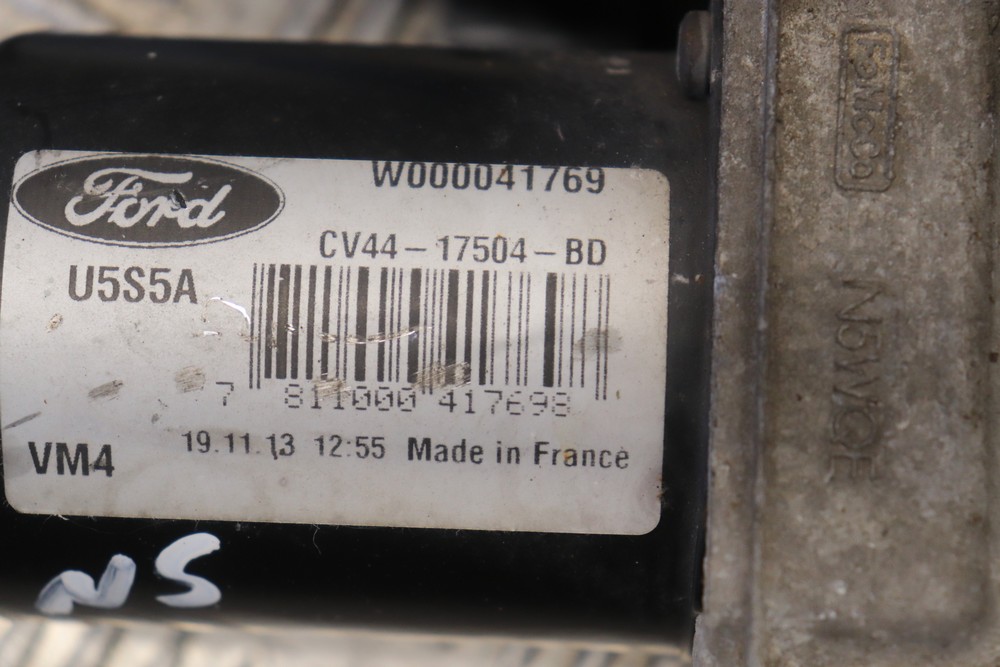 Ford
W000041769
CV44-17504-BD
U5S5A
7 811000 417698
VM4
19.11.13 12:55 Made in France
NS